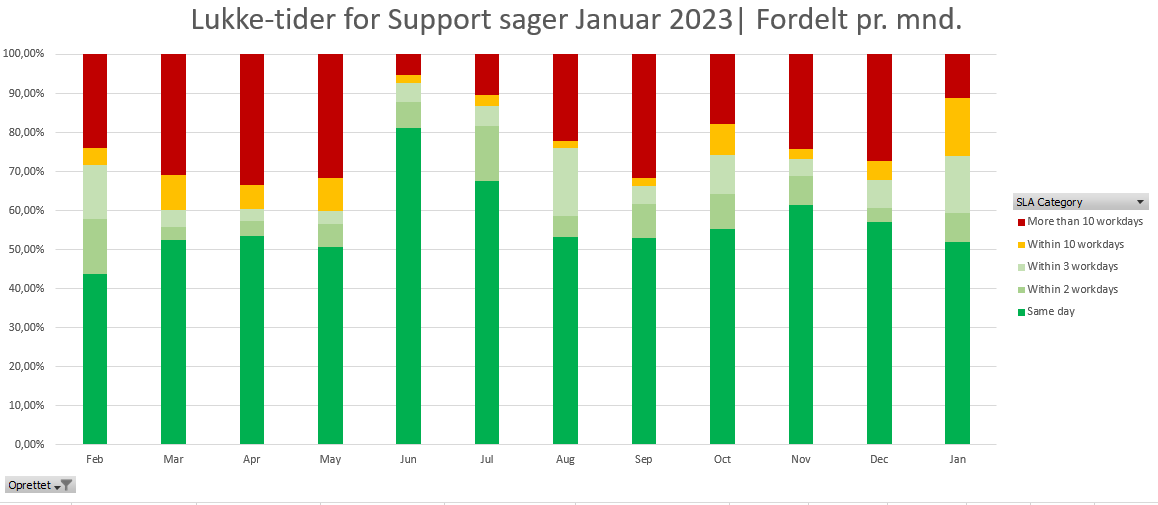 Lukke-tider for Support sager Januar 2023| Fordelt pr. mnd.
100,00%
90,00%
80,00%
70,00%
60,00%
50,00%
40,00%
30,00%
20,00%
10,00%
0,00%
Feb Mar Apr May Jun Jul Aug Sep Oct Nov Dec Jan
SLA Category
More than 10 workdays
Within 10 workdays
Within 3 workdays
Within 2 workdays
Same day
Oprettet